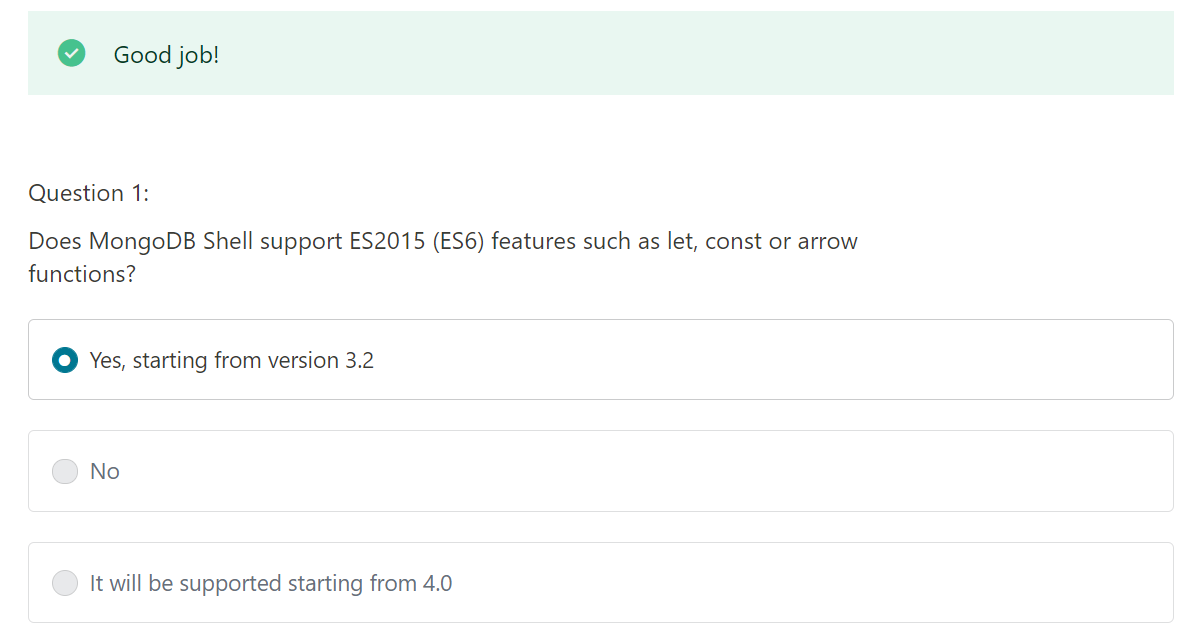 Good job!
Question 1:
Does MongoDB Shell support ES2015 (ES6) features such as let, const or arrow
functions?
Yes, starting from version 3.2
No
It will be supported starting from 4.0